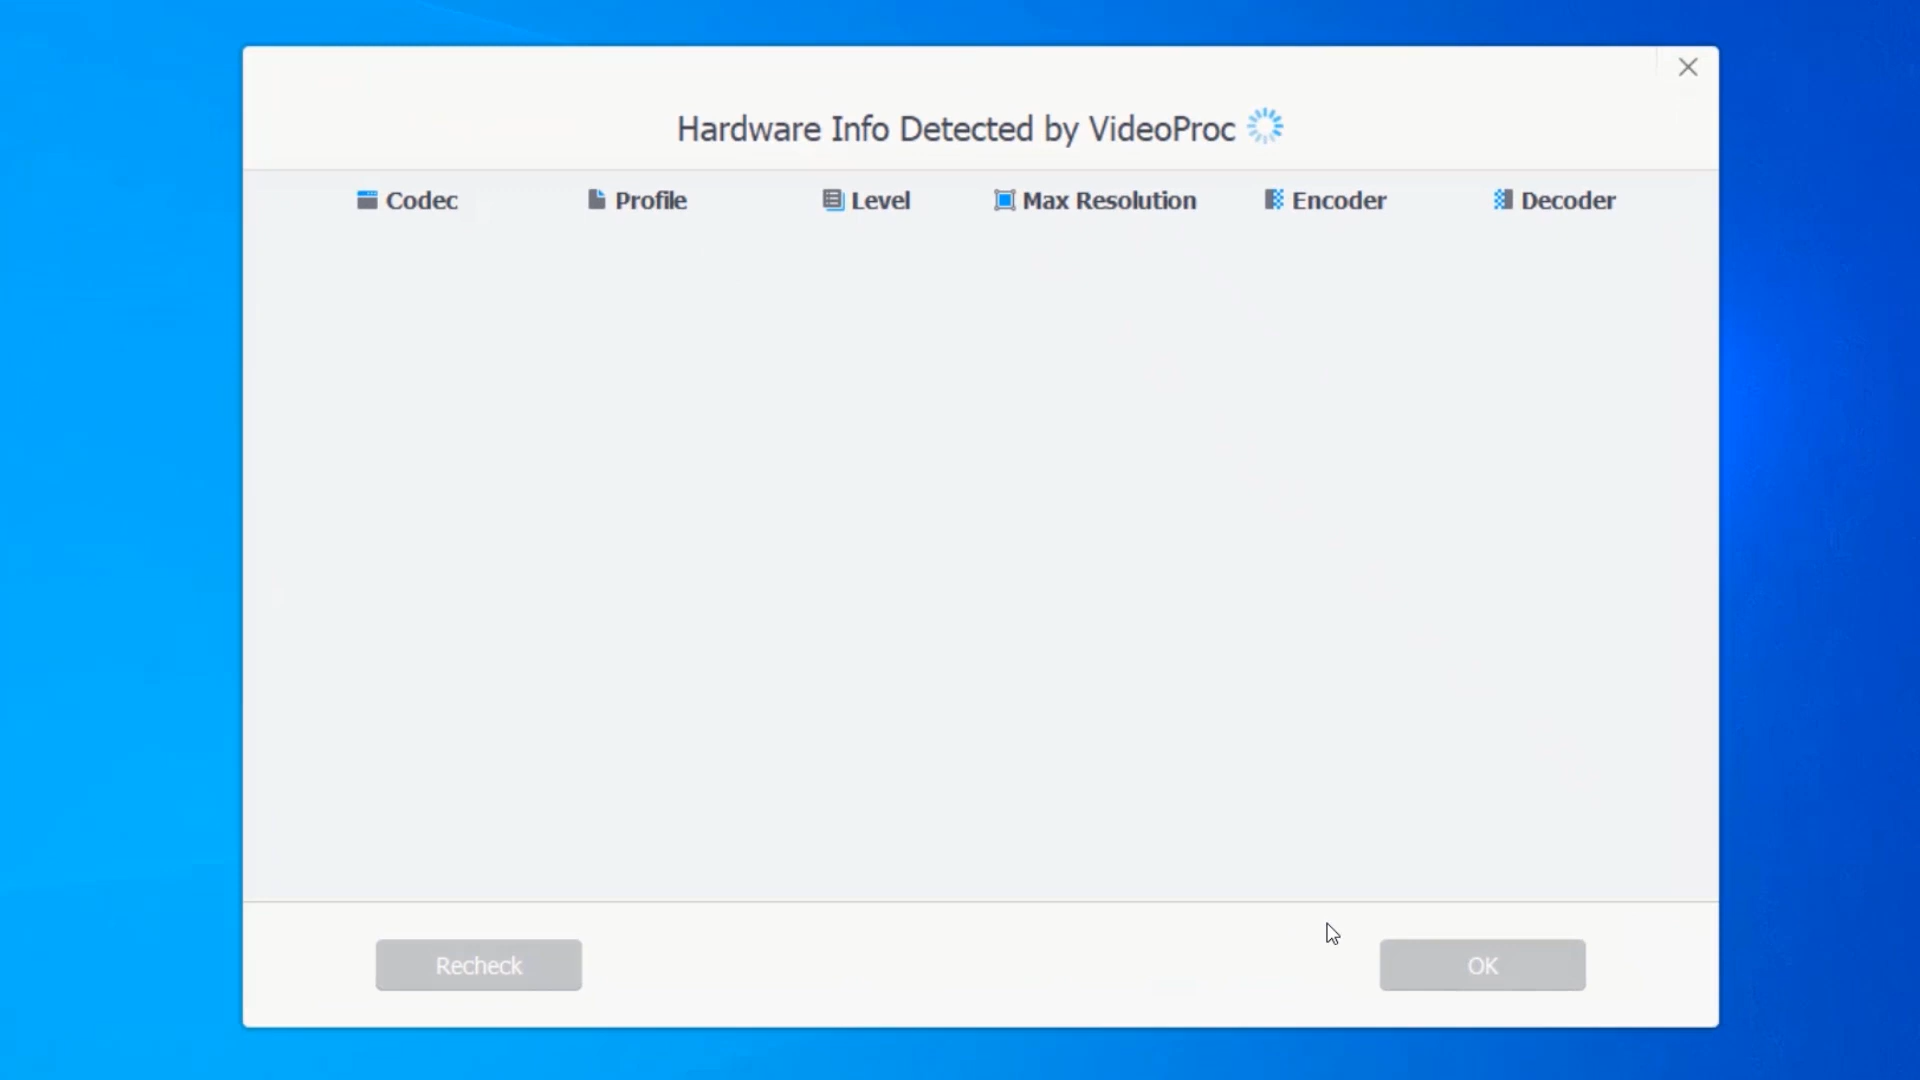 Hardware Info Detected by VideoProc
Codec Profile Level Max Resolution Encoder Decoder
Recheck OK